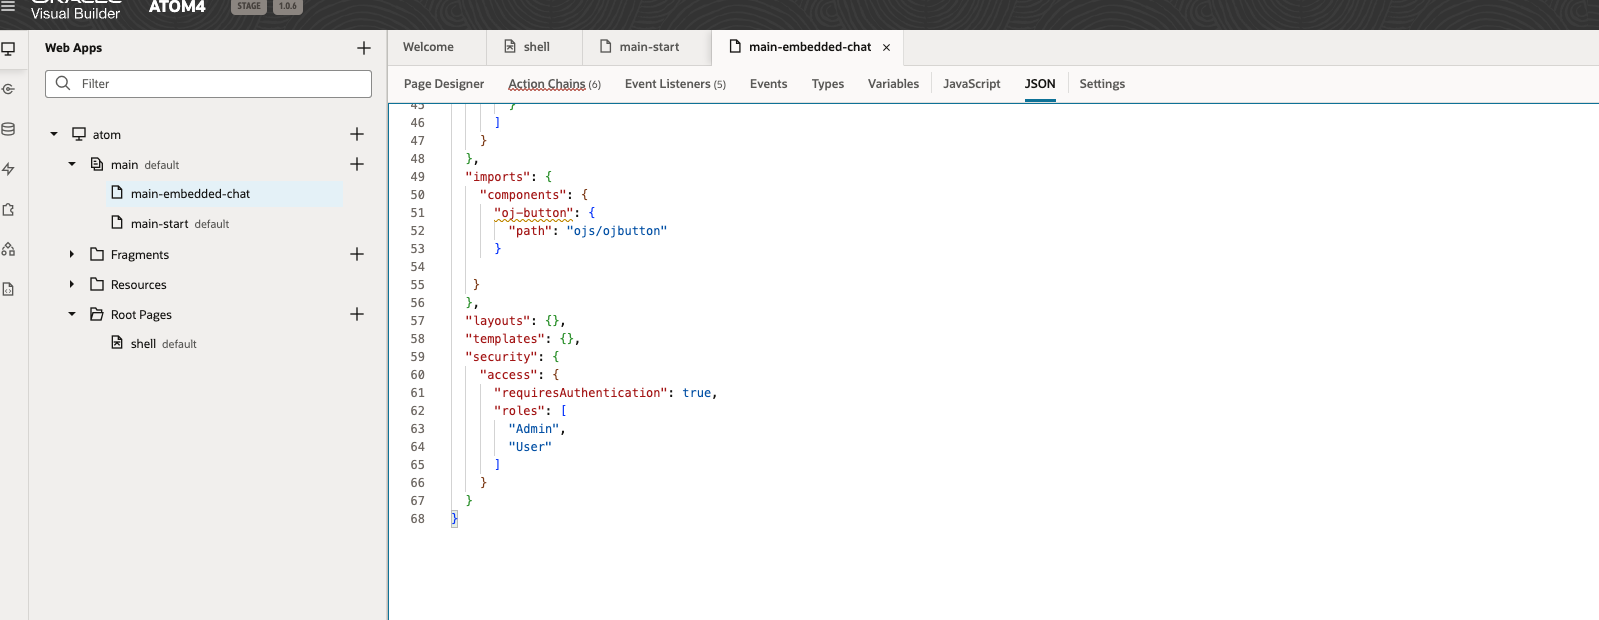 ORACLE
Visual Builder
ATOM4
STAGE
1.0.6
Web Apps
Filter
atom
main default
main-embedded-chat
main-start default
Fragments
Resources
Root Pages
shell default
Welcome
shell
main-start
main-embedded-chat ×
Page Designer
Action Chains (6)
Event Listeners (5)
Events
Types
Variables
JavaScript
JSON
Settings
45 }
46 ]
47 }
48 },
49 "imports": {
50 "components": {
51 "oj-button": {
52 "path": "ojs/ojbutton"
53 }
54
55 }
56 },
57 "layouts": {},
58 "templates": {},
59 "security": {
60 "access": {
61 "requiresAuthentication": true,
62 "roles": [
63 "Admin",
64 "User"
65 ]
66 }
67 }
68 }